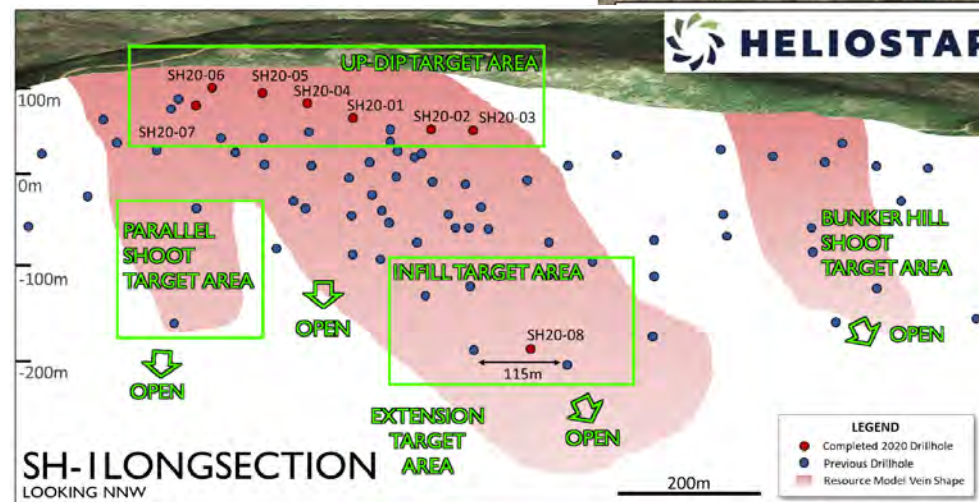 HELIOSTAR
UP-DIP TARGET AREA
SH20-06
SH20-05
SH20-04
SH20-01
SH20-02
SH20-03
SH20-07
100m
0m
-100m
-200m
PARALLEL
SHOOT
TARGET AREA
OPEN
OPEN
INFILL TARGET AREA
SH20-08
115m
EXTENSION
TARGET
AREA
OPEN
BUNKER HILL
SHOOT
TARGET AREA
OPEN
SH-1 LONGSECTION
LOOKING NNW
200m
LEGEND
Completed 2020 Drillhole
Previous Drillhole
Resource Model Vein Shape